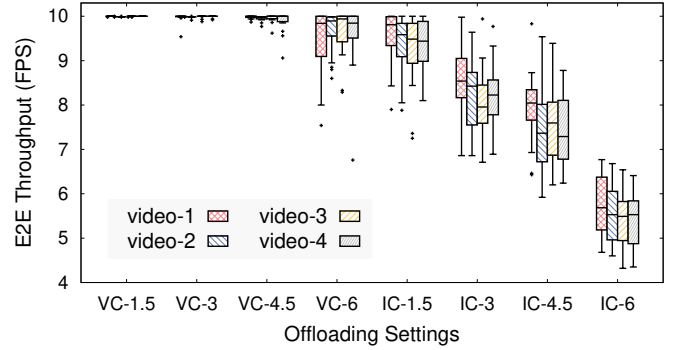 E2E Throughput (FPS)
10
9
8
7
6
5
4
video-1
video-3
video-2
video-4
VC-1.5 VC-3 VC-4.5 VC-6 IC-1.5 IC-3 IC-4.5 IC-6
Offloading Settings